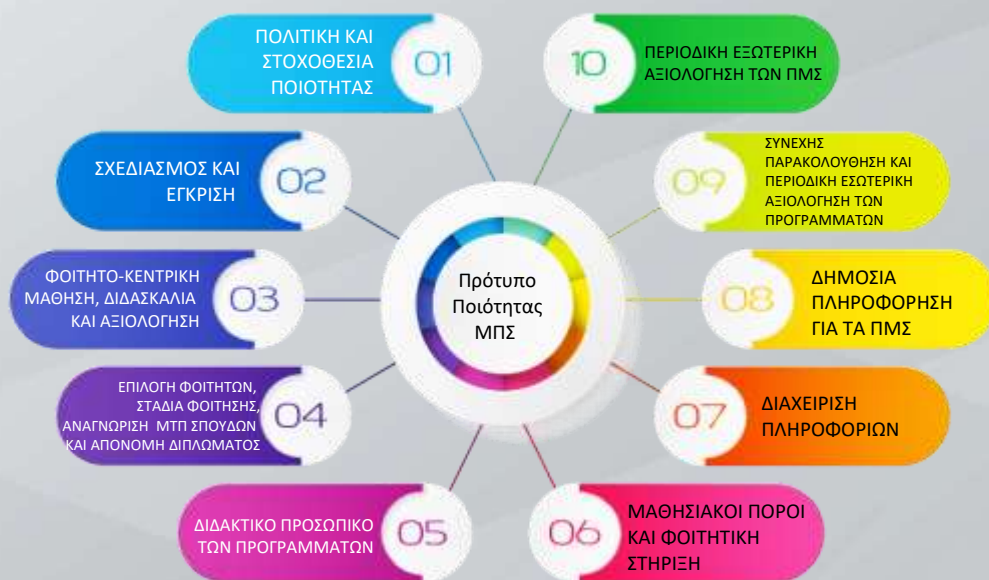 01
ΠΟΛΙΤΙΚΗ ΚΑΙ
ΣΤΟΧΟΘΕΣΙΑ
ΠΟΙΟΤΗΤΑΣ
02
ΣΧΕΔΙΑΣΜΟΣ ΚΑΙ
ΕΓΚΡΙΣΗ
03
ΦΟΙΤΗΤΟ-ΚΕΝΤΡΙΚΗ
ΜΑΘΗΣΗ, ΔΙΔΑΣΚΑΛΙΑ
ΚΑΙ ΑΞΙΟΛΟΓΗΣΗ
04
ΕΠΙΛΟΓΗ ΦΟΙΤΗΤΩΝ,
ΣΤΑΔΙΑ ΦΟΙΤΗΣΗΣ,
ΑΝΑΓΝΩΡΙΣΗ ΜΤΠ ΣΠΟΥΔΩΝ
ΚΑΙ ΑΠΟΝΟΜΗ ΔΙΠΛΩΜΑΤΟΣ
05
ΔΙΔΑΚΤΙΚΟ ΠΡΟΣΩΠΙΚΟ
ΤΩΝ ΠΡΟΓΡΑΜΜΑΤΩΝ
Πρότυπο
Ποιότητας
ΜΠΣ
06
ΜΑΘΗΣΙΑΚΟΙ ΠΟΡΟΙ
ΚΑΙ ΦΟΙΤΗΤΙΚΗ
ΣΤΗΡΙΞΗ
07
ΔΙΑΧΕΙΡΙΣΗ
ΠΛΗΡΟΦΟΡΙΩΝ
08
ΔΗΜΟΣΙΑ
ΠΛΗΡΟΦΟΡΗΣΗ
ΓΙΑ ΤΑ ΠΜΣ
09
ΣΥΝΕΧΗΣ
ΠΑΡΑΚΟΛΟΥΘΗΣΗ ΚΑΙ
ΠΕΡΙΟΔΙΚΗ ΕΣΩΤΕΡΙΚΗ
ΑΞΙΟΛΟΓΗΣΗ ΤΩΝ
ΠΡΟΓΡΑΜΜΑΤΩΝ
10
ΠΕΡΙΟΔΙΚΗ ΕΞΩΤΕΡΙΚΗ
ΑΞΙΟΛΟΓΗΣΗ ΤΩΝ ΠΜΣ